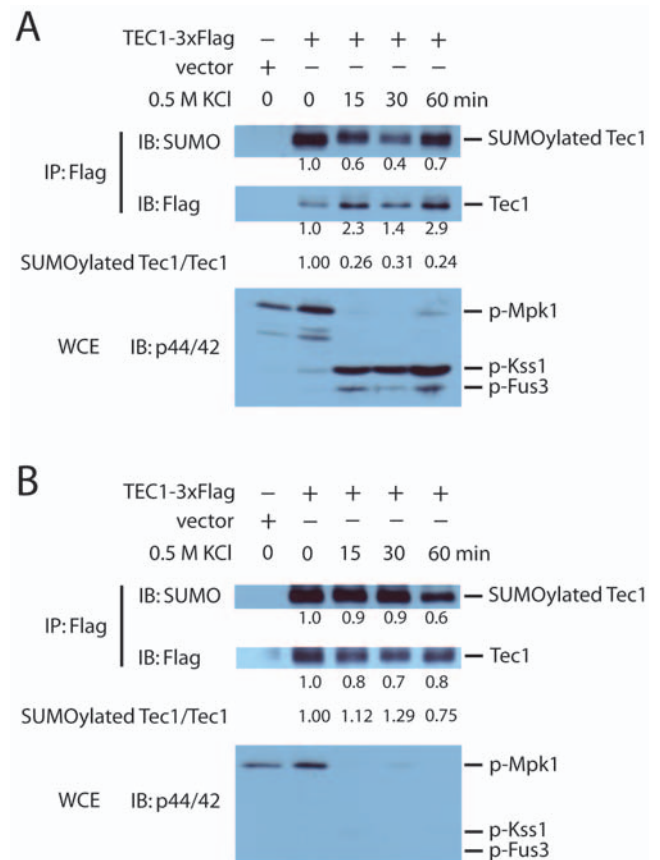 A
TEC1-3xFlag – + + + +
vector + – – – –
0.5 M KCl 0 0 15 30 60 min
IB: SUMO SUMOylated Tec1
1.0 0.6 0.4 0.7
IP: Flag
IB: Flag Tec1
1.0 2.3 1.4 2.9
SUMOylated Tec1/Tec1 1.00 0.26 0.31 0.24
p-Mpk1
WCE IB: p44/42
p-Kss1
p-Fus3
B
TEC1-3xFlag – + + + +
vector + – – – –
0.5 M KCl 0 0 15 30 60 min
IB: SUMO SUMOylated Tec1
1.0 0.9 0.9 0.6
IP: Flag
IB: Flag Tec1
1.0 0.8 0.7 0.8
SUMOylated Tec1/Tec1 1.00 1.12 1.29 0.75
p-Mpk1
WCE IB: p44/42
p-Kss1
p-Fus3